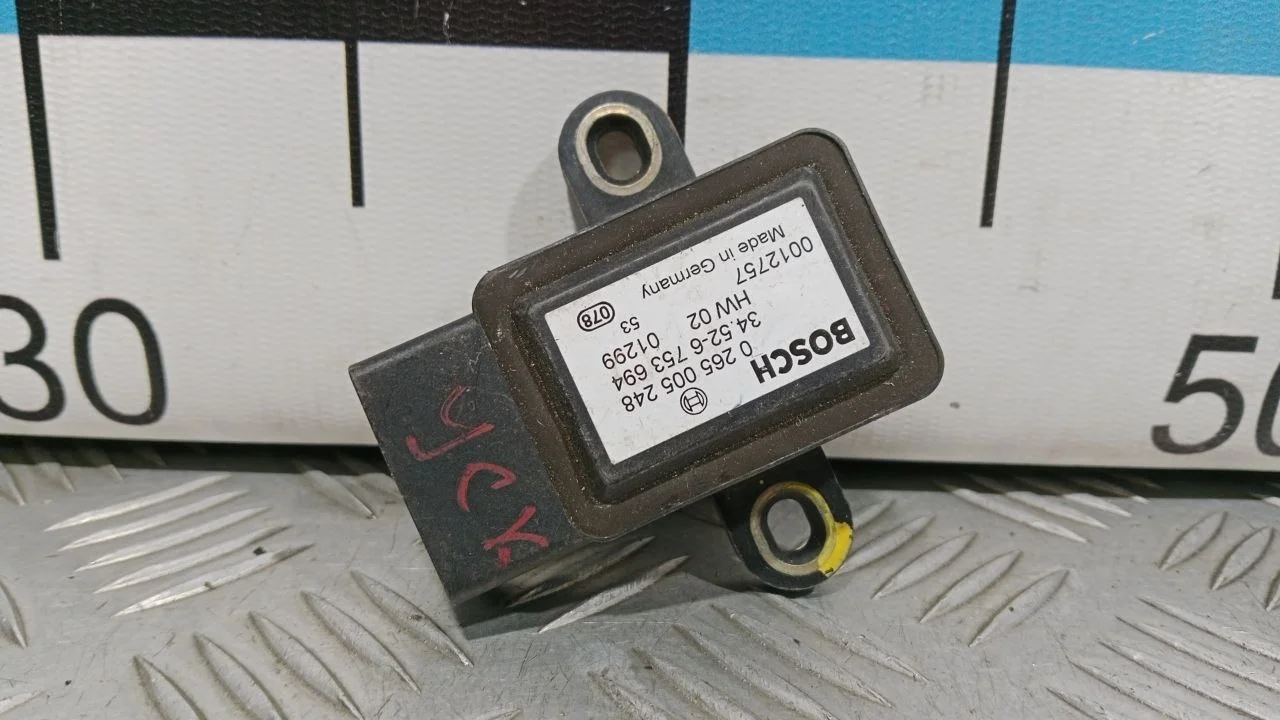 30
50
BOSCH
0 265 005 248
34.52-6 753 694
HW 02 01299
0012757 53
Made in Germany 078